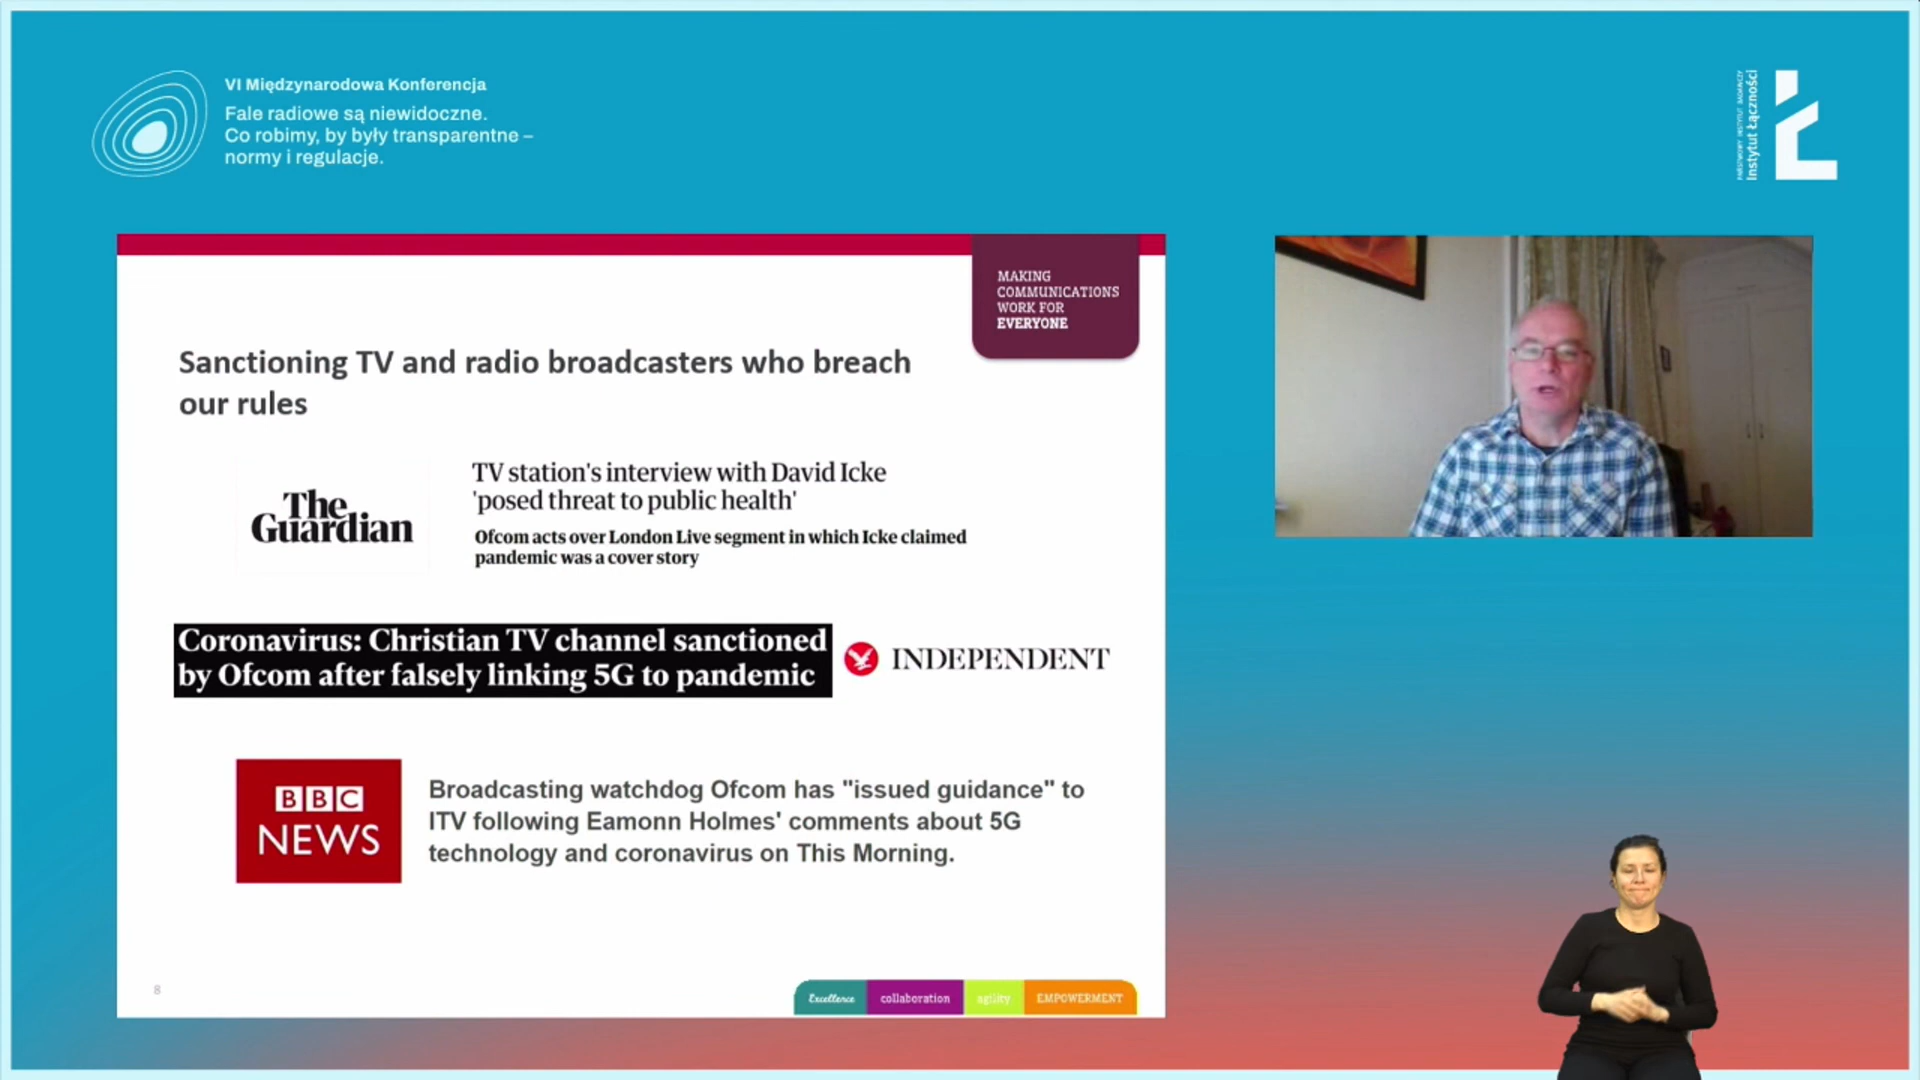 VI Międzynarodowa Konferencja
Fale radiowe są niewidoczne.
Co robimy, by były transparentne –
normy i regulacje.
PAŃSTWOWY INSTYTUT BADAWCZY
Instytut Łączności
Ł
MAKING
COMMUNICATIONS
WORK FOR
EVERYONE
Sanctioning TV and radio broadcasters who breach
our rules
The
Guardian
TV station's interview with David Icke
'posed threat to public health'
Ofcom acts over London Live segment in which Icke claimed
pandemic was a cover story
Coronavirus: Christian TV channel sanctioned
by Ofcom after falsely linking 5G to pandemic
INDEPENDENT
BBC
NEWS
Broadcasting watchdog Ofcom has "issued guidance" to
ITV following Eamonn Holmes' comments about 5G
technology and coronavirus on This Morning.
8
Excellence
collaboration
agility
EMPOWERMENT